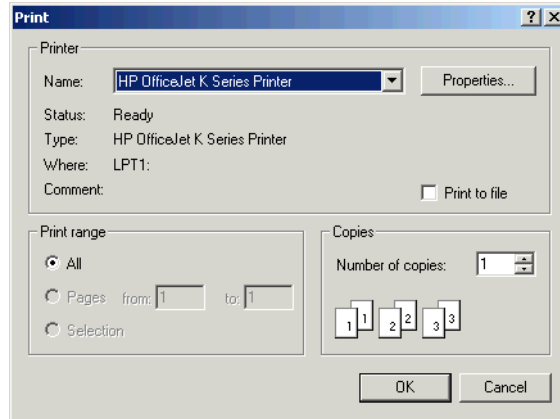 Print
Printer
Name: HP OfficeJet K Series Printer Properties...
Status: Ready
Type: HP OfficeJet K Series Printer
Where: LPT1:
Comment: Print to file
Print range
All
Pages from: 1 to: 1
Selection
Copies
Number of copies: 1
1 1 2 2 3 3
OK Cancel